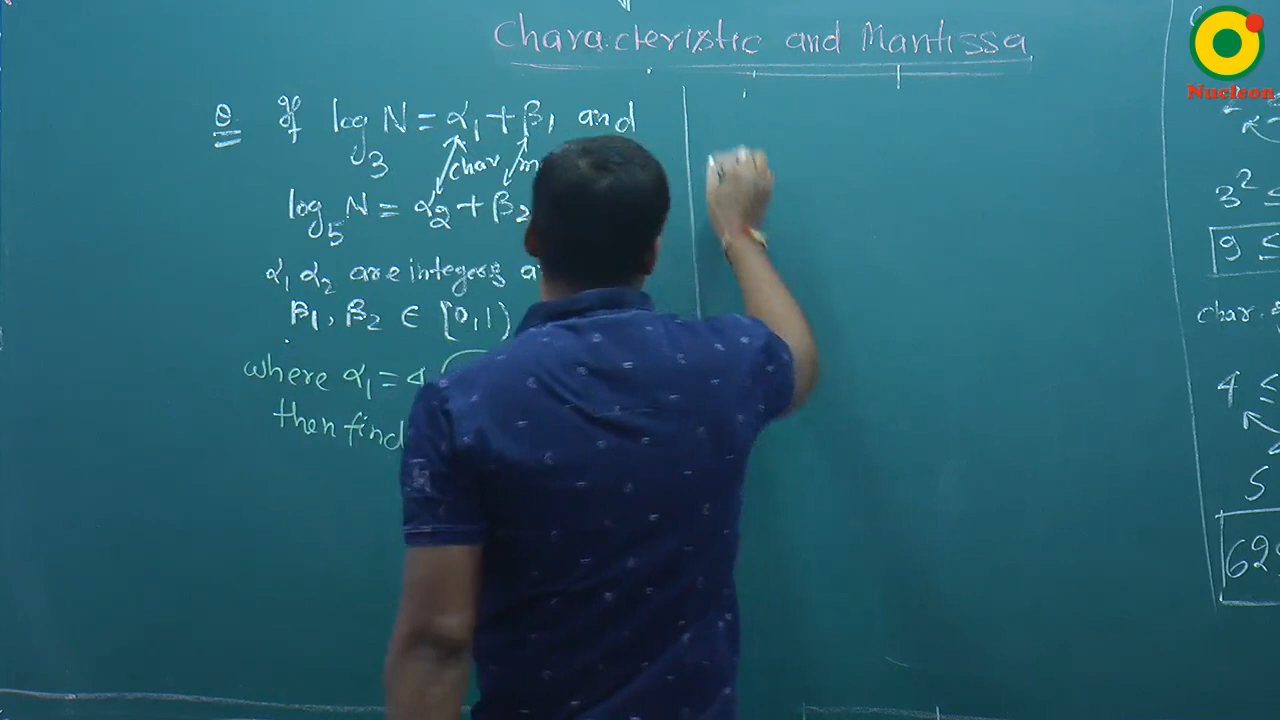 Characteristic and Mantissa
Nucleon
Q If log₃ N = α₁ + β₁ and
char
log₅ N = α₂ + β₂
α₁ α₂ are integers
β₁, β₂ ∈ [0,1)
where α₁ = 4
then find
3² ≤
9 ≤
char.
4 ≤
5
62